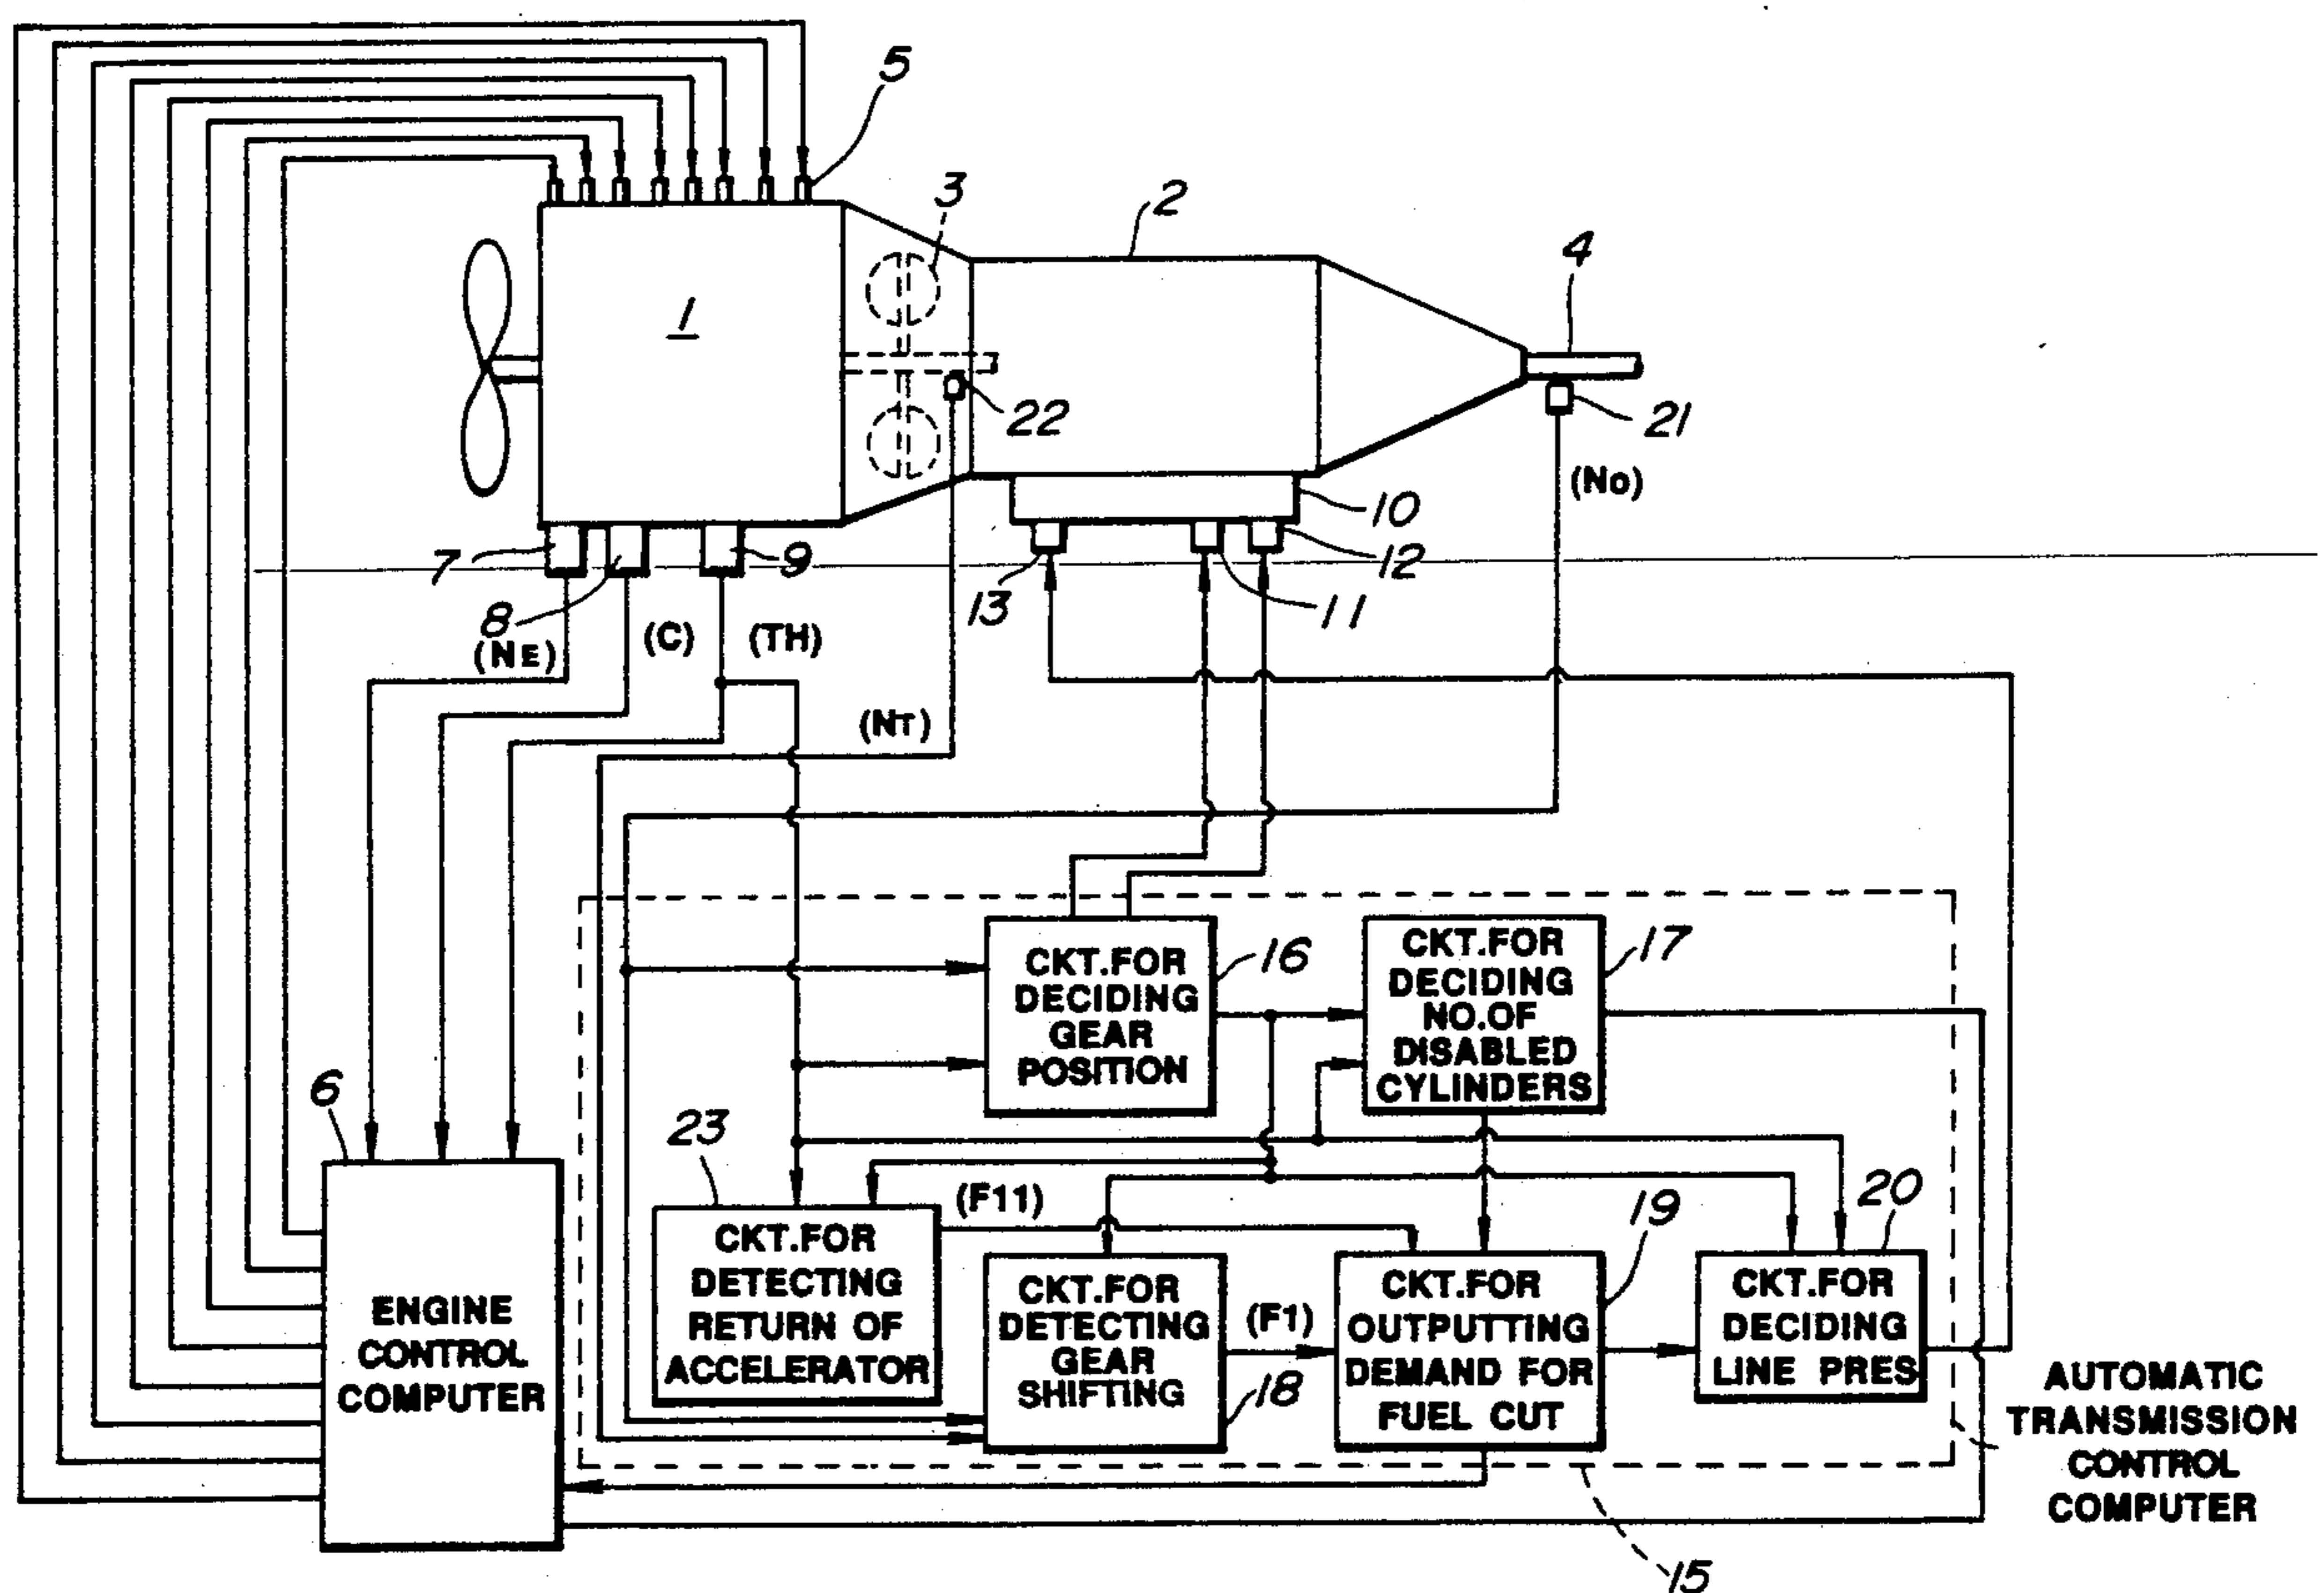 5
3
2
4
1
22
21
(NO)
10
7
9
12
13
11
8
(NE)
(C)
(TH)
(NT)
16
17
CKT.FOR
DECIDING
GEAR
POSITION
CKT.FOR
DECIDING
NO.OF
DISABLED
CYLINDERS
6
23
(F11)
19
20
ENGINE
CONTROL
COMPUTER
CKT.FOR
DETECTING
RETURN OF
ACCELERATOR
CKT.FOR
DETECTING
GEAR
SHIFTING
(F1)
18
CKT.FOR
OUTPUTTING
DEMAND FOR
FUEL CUT
CKT.FOR
DECIDING
LINE PRES
AUTOMATIC
TRANSMISSION
CONTROL
COMPUTER
15